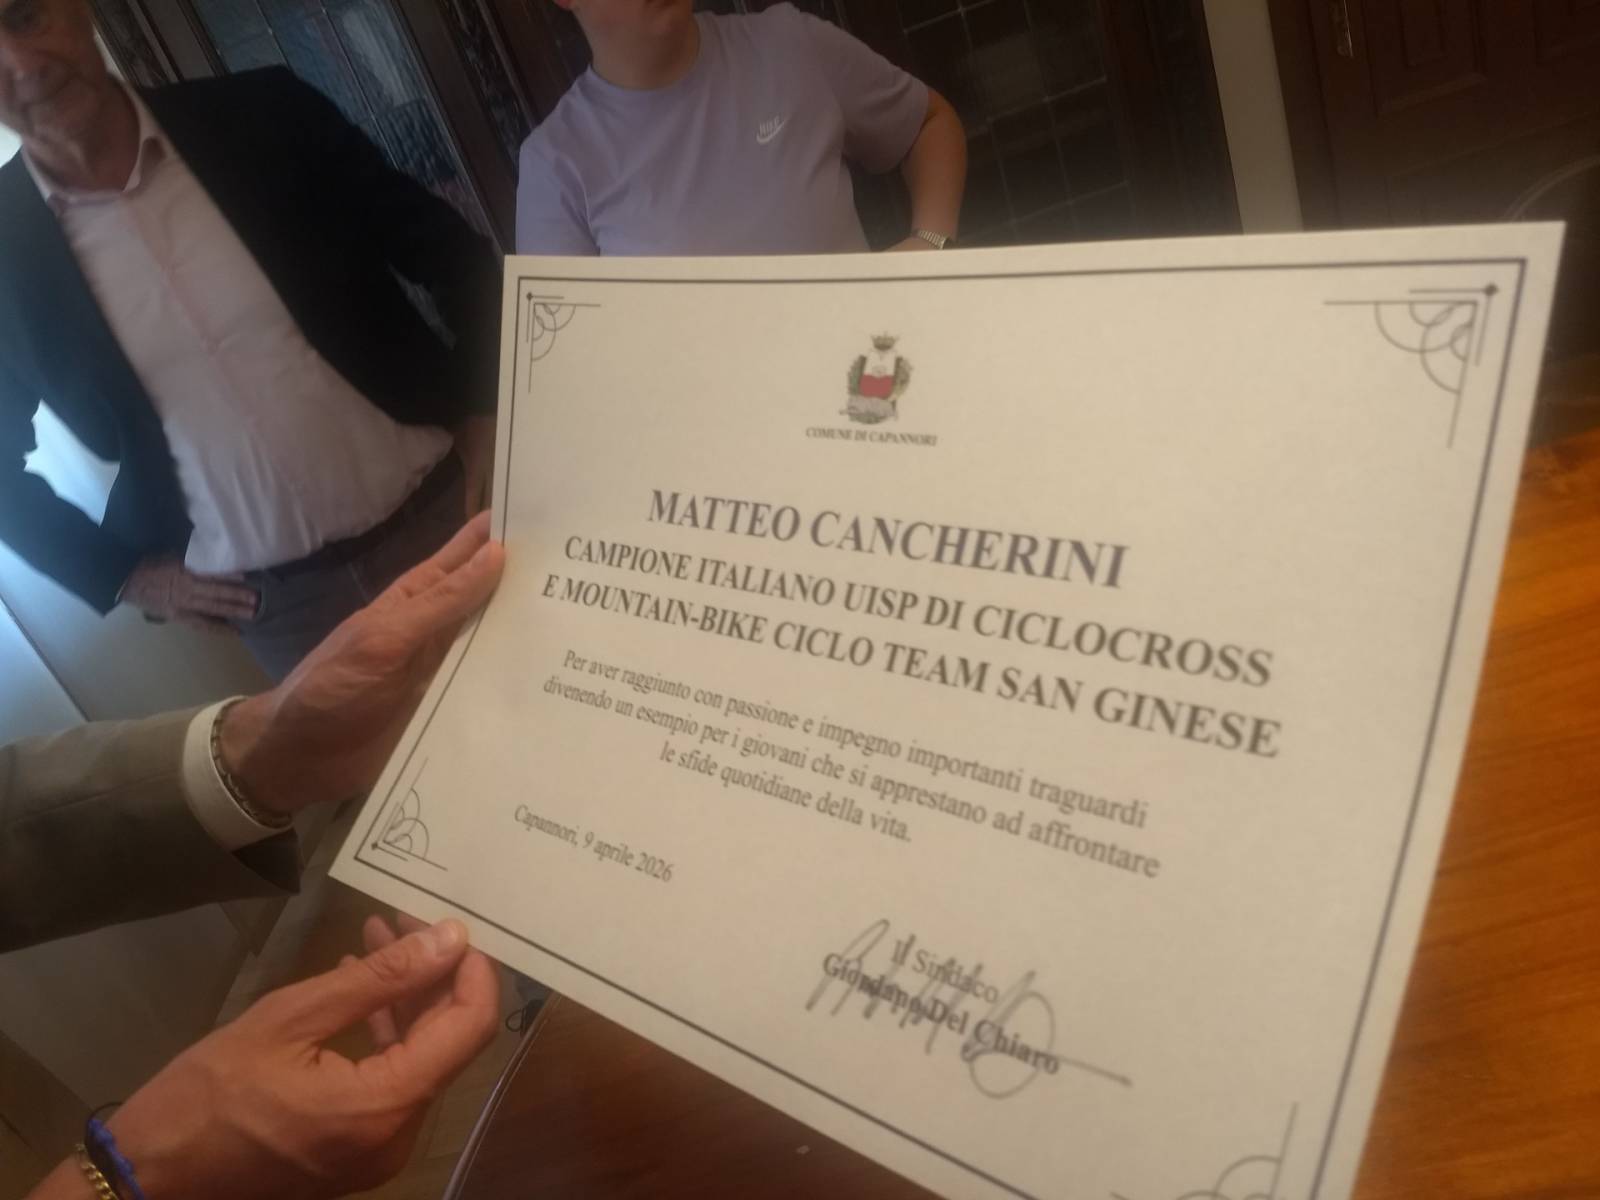 NIKE
COMUNE DI CAPANNORI
MATTEO CANCHERINI
CAMPIONE ITALIANO UISP DI CICLOCROSS
E MOUNTAIN-BIKE CICLO TEAM SAN GINESE
Per aver raggiunto con passione e impegno importanti traguardi
divenendo un esempio per i giovani che si apprestano ad affrontare
le sfide quotidiane della vita.
Capannori, 9 aprile 2026
Il Sindaco
Giordano Del Chiaro